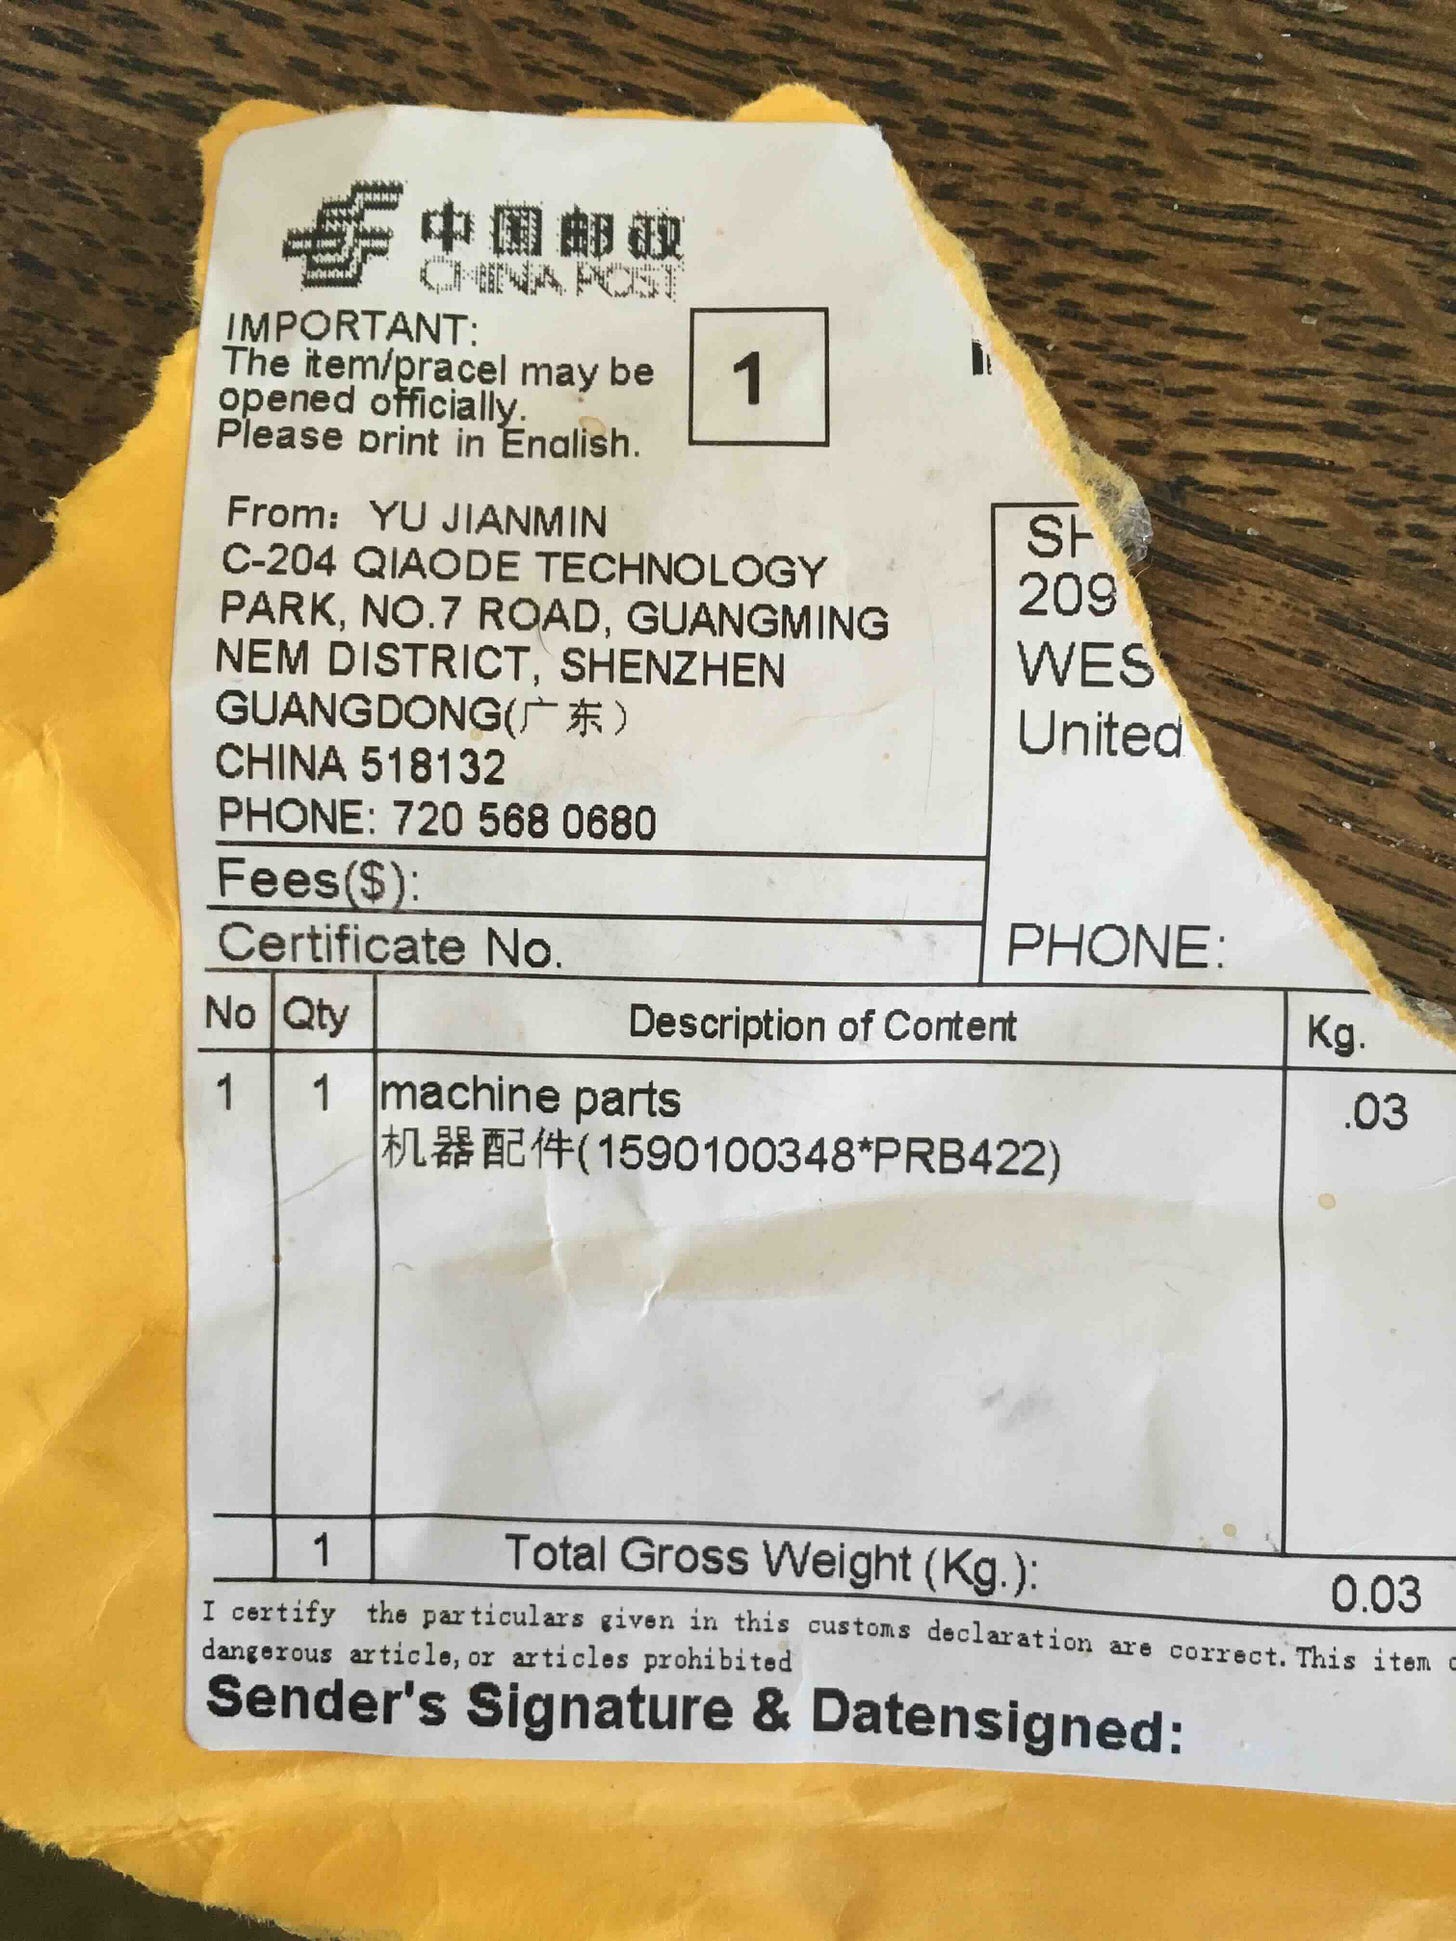 中国邮政
CHINA POST
IMPORTANT:
The item/pracel may be
opened officially.
Please print in English.
1
From: YU JIANMIN
C-204 QIAODE TECHNOLOGY
PARK, NO.7 ROAD, GUANGMING
NEM DISTRICT, SHENZHEN
GUANGDONG(广东)
CHINA 518132
PHONE: 720 568 0680
209
WES
United
PHONE:
Fees($):
Certificate No.
No Qty Description of Content Kg.
1 1 machine parts .03
机器配件(1590100348*PRB422)
1 Total Gross Weight (Kg.): 0.03
I certify the particulars given in this customs declaration are correct. This item
dangerous article, or articles prohibited
Sender's Signature & Datensigned: